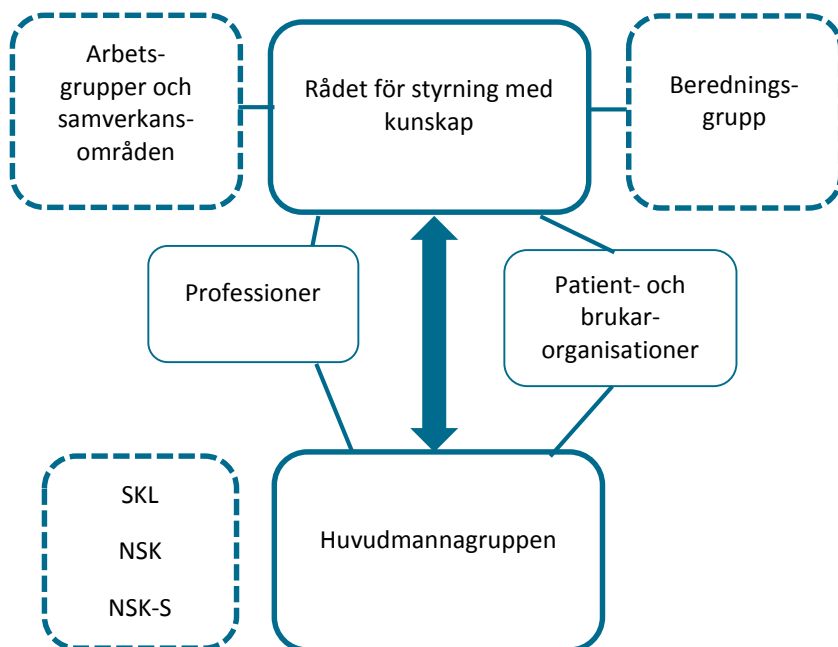 Arbets-
grupper och
samverkans-
områden
Rådet för styrning med
kunskap
Berednings-
grupp
Professioner
Patient- och
brukar-
organisationer
SKL
NSK
NSK-S
Huvudmannagruppen